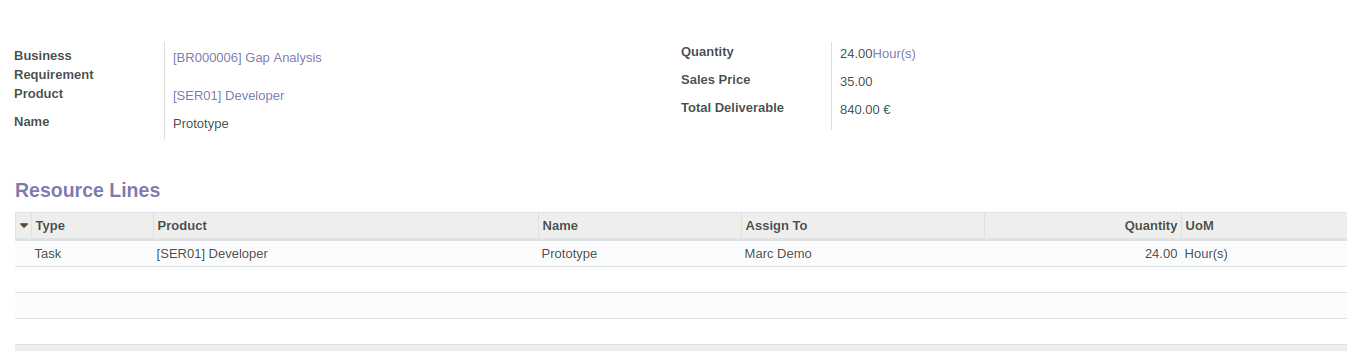 Business
Requirement
[BR000006] Gap Analysis
Product
[SER01] Developer
Name
Prototype
Quantity
24.00Hour(s)
Sales Price
35.00
Total Deliverable
840.00 €
Resource Lines
Type Product Name Assign To Quantity UoM
Task [SER01] Developer Prototype Marc Demo 24.00 Hour(s)